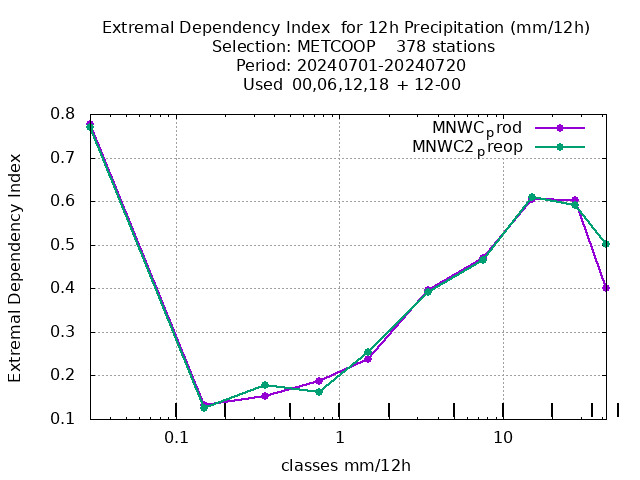 Extremal Dependency Index  for 12h Precipitation (mm/12h)
Selection: METCOOP    378 stations
Period: 20240701-20240720
Used  00,06,12,18  + 12-00
MNWCprod
MNWC2preop
Extremal Dependency Index
0.8
0.7
0.6
0.5
0.4
0.3
0.2
0.1
0.1
1
10
classes mm/12h